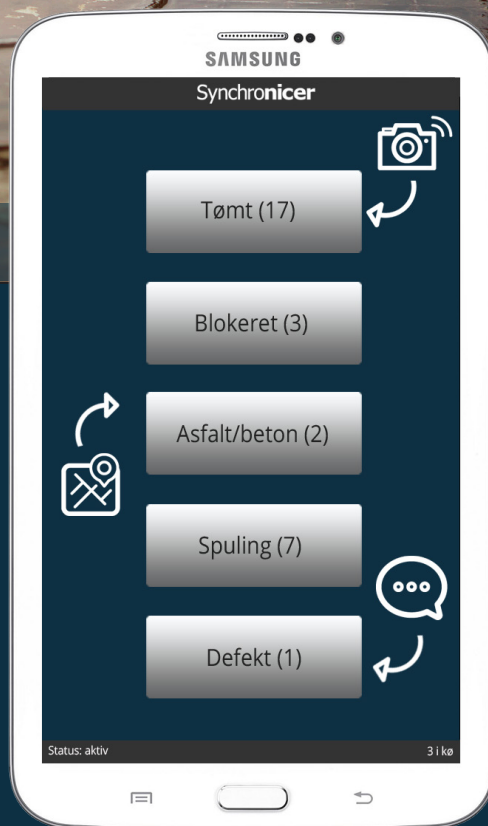 SAMSUNG
Synchronicer
Tømt (17)
Blokeret (3)
Asfalt/beton (2)
Spuling (7)
Defekt (1)
Status: aktiv
3 i kø